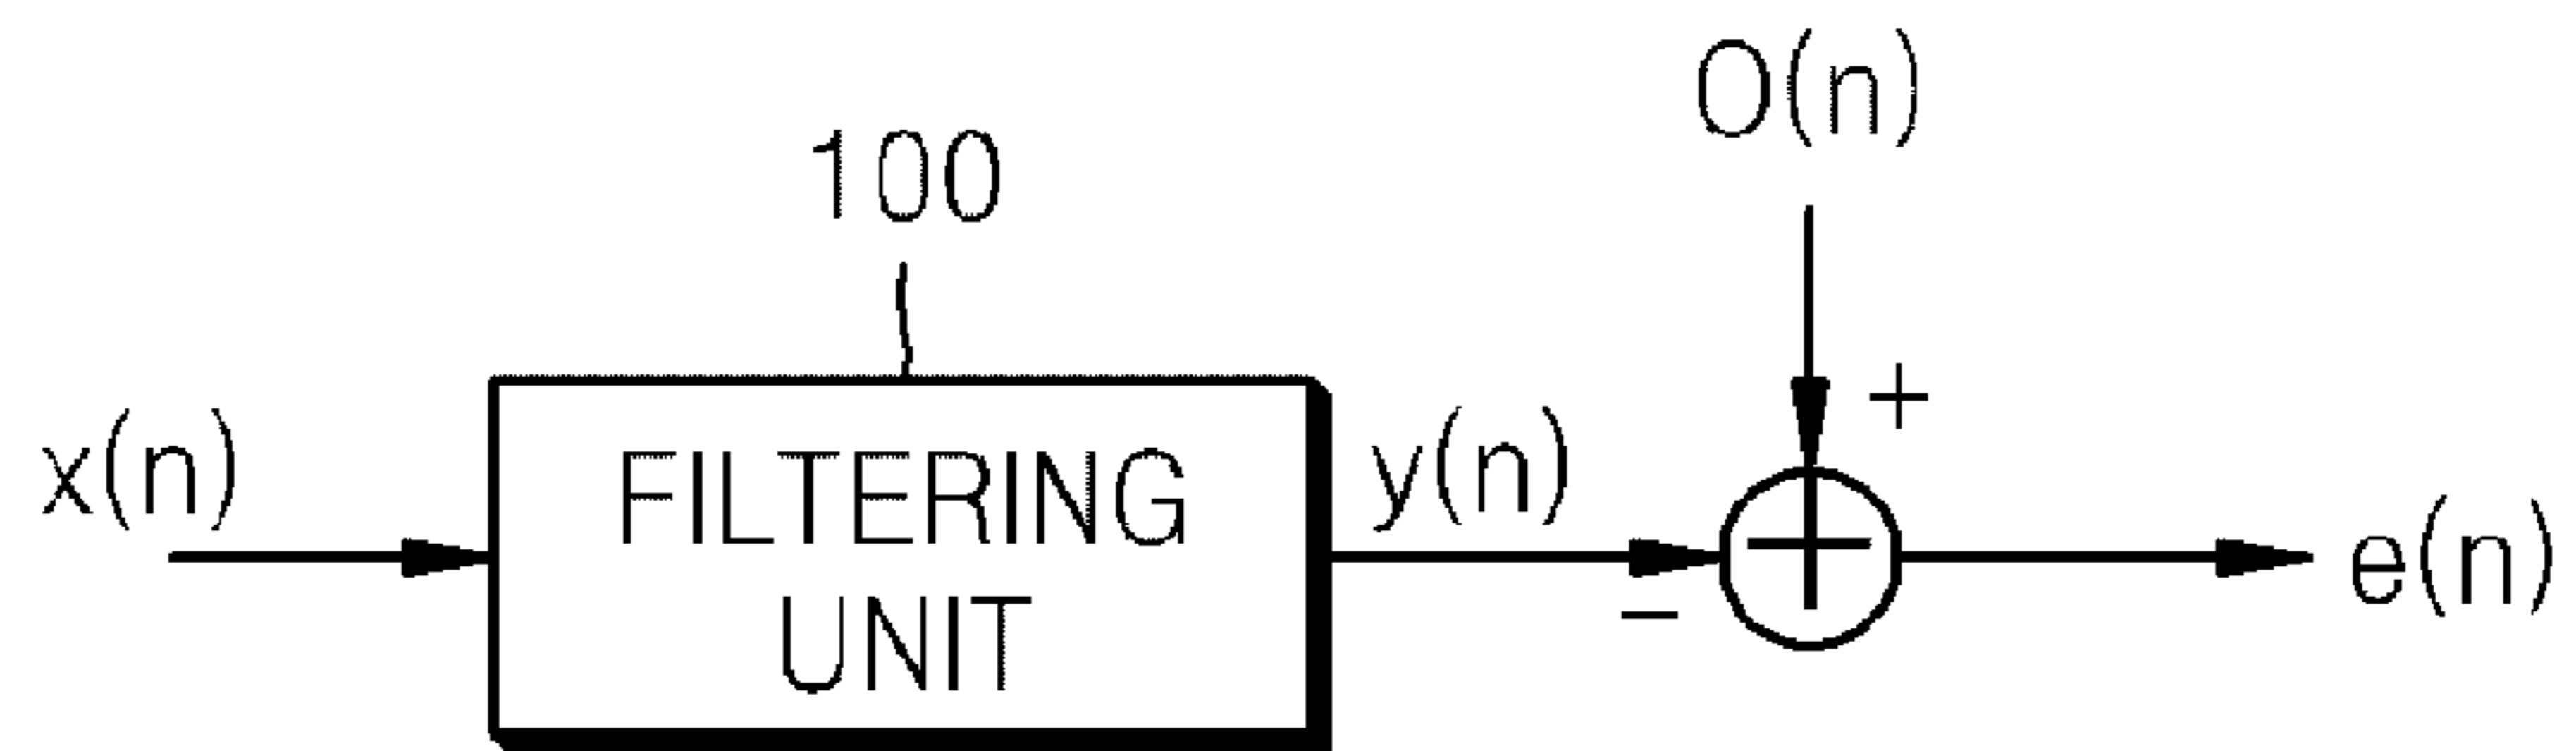 O(n)
100
+
x(n)
FILTERING
UNIT
y(n)
−
+
e(n)